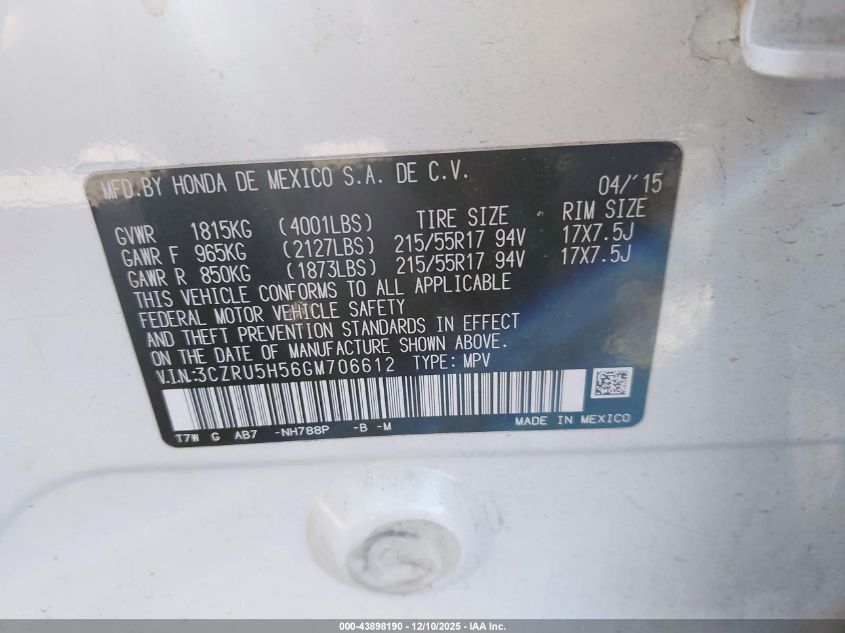 MFD.BY HONDA DE MEXICO S.A. DE C.V. 04/'15
GVWR 1815KG (4001LBS) TIRE SIZE RIM SIZE
GAWR F 965KG (2127LBS) 215/55R17 94V 17X7.5J
GAWR R 850KG (1873LBS) 215/55R17 94V 17X7.5J
THIS VEHICLE CONFORMS TO ALL APPLICABLE
FEDERAL MOTOR VEHICLE SAFETY
AND THEFT PREVENTION STANDARDS IN EFFECT
ON THE DATE OF MANUFACTURE SHOWN ABOVE.
V.I.N.:3CZRU5H56GM706612 TYPE: MPV
T7W G AB7 -NH788P -B -M MADE IN MEXICO
000-43898190 - 12/10/2025 - IAA Inc.